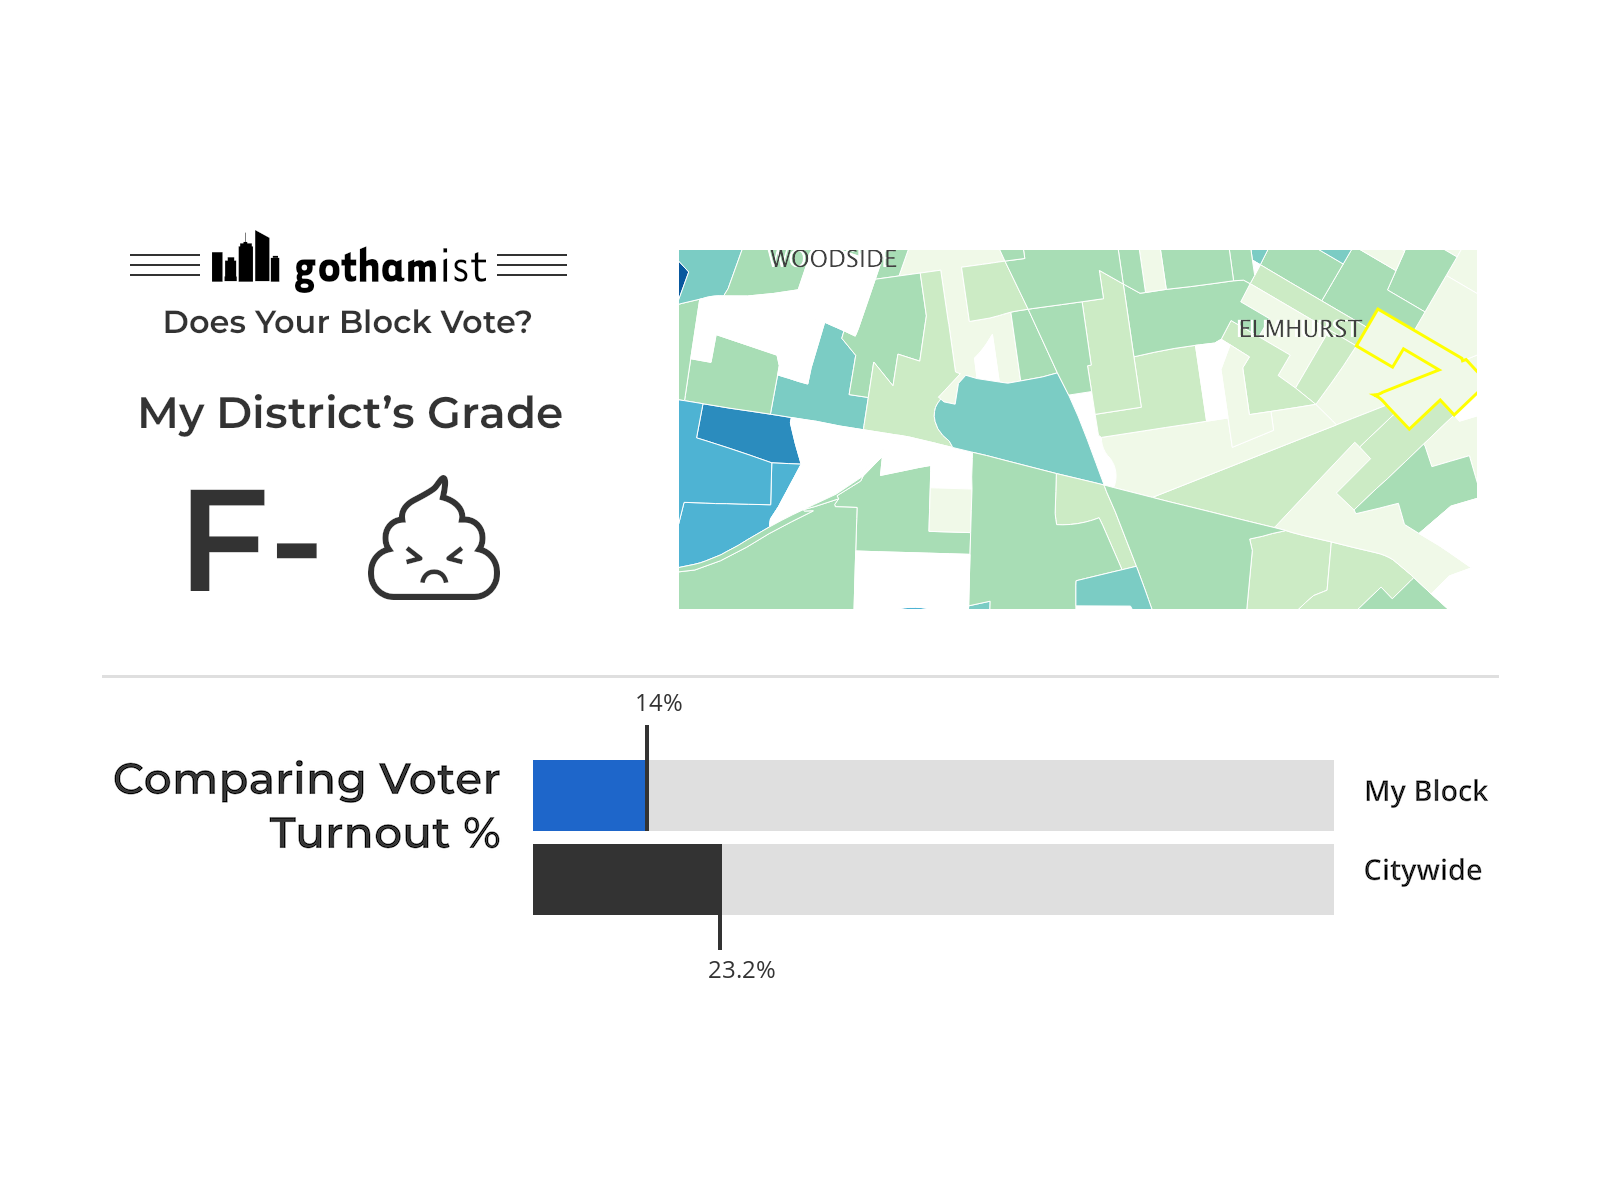 gothamist
Does Your Block Vote?
My District's Grade
F-
WOODSIDE
ELMHURST
14%
Comparing Voter
Turnout %
My Block
Citywide
23.2%